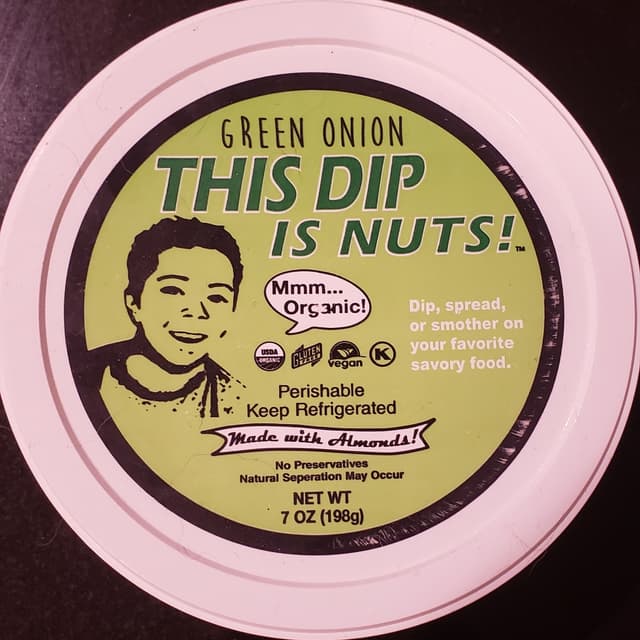 GREEN ONION
THIS DIP
IS NUTS!™
Mmm...
Organic!
Dip, spread,
or smother on
your favorite
savory food.
USDA
ORGANIC
GLUTEN
FREE
vegan
K
Perishable
Keep Refrigerated
Made with Almonds!
No Preservatives
Natural Seperation May Occur
NET WT
7 OZ (198g)